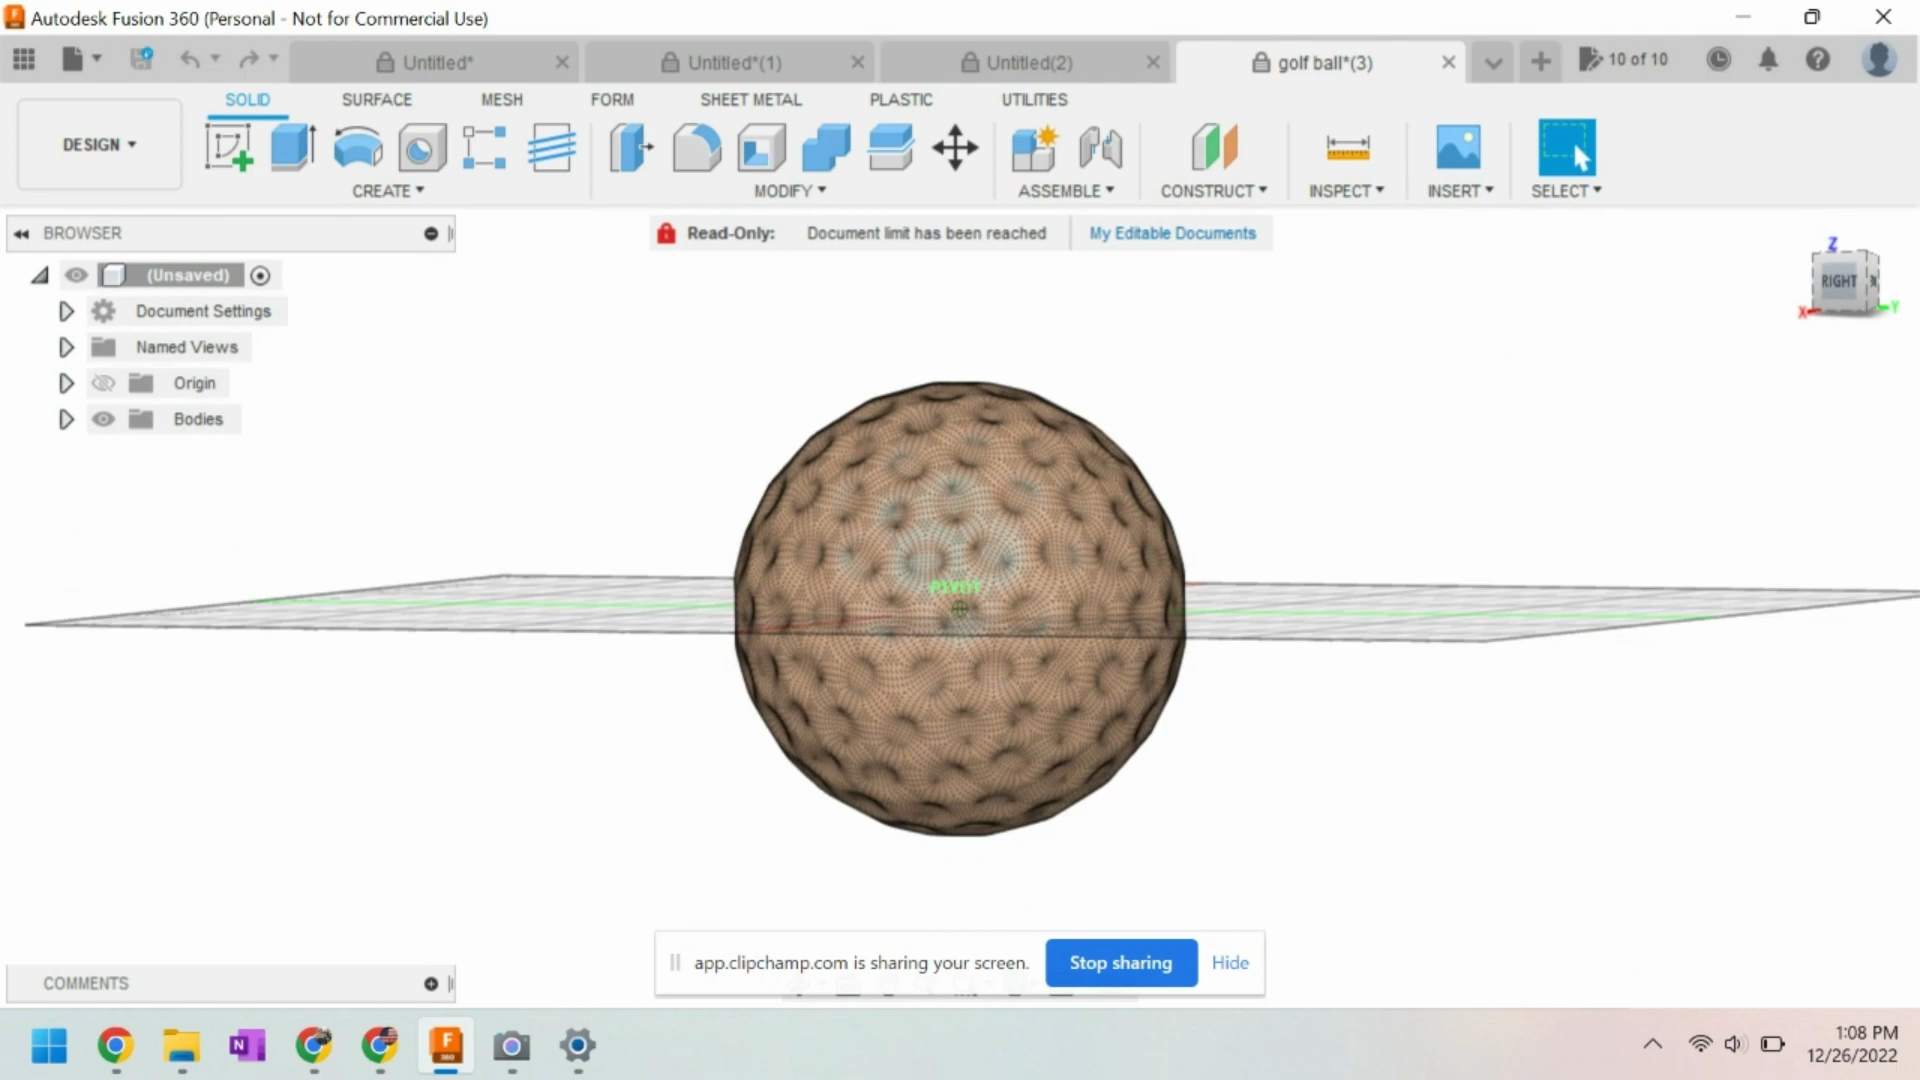 Autodesk Fusion 360 (Personal - Not for Commercial Use)
Untitled*
Untitled*(1)
Untitled(2)
golf ball*(3)
10 of 10
DESIGN
SOLID
SURFACE
MESH
FORM
SHEET METAL
PLASTIC
UTILITIES
CREATE
MODIFY
ASSEMBLE
CONSTRUCT
INSPECT
INSERT
SELECT
BROWSER
Read-Only: Document limit has been reached My Editable Documents
(Unsaved)
Document Settings
Named Views
Origin
Bodies
Z
RIGHT
X
Y
PIVOT
COMMENTS
app.clipchamp.com is sharing your screen.
Stop sharing
Hide
N
F
360
1:08 PM
12/26/2022